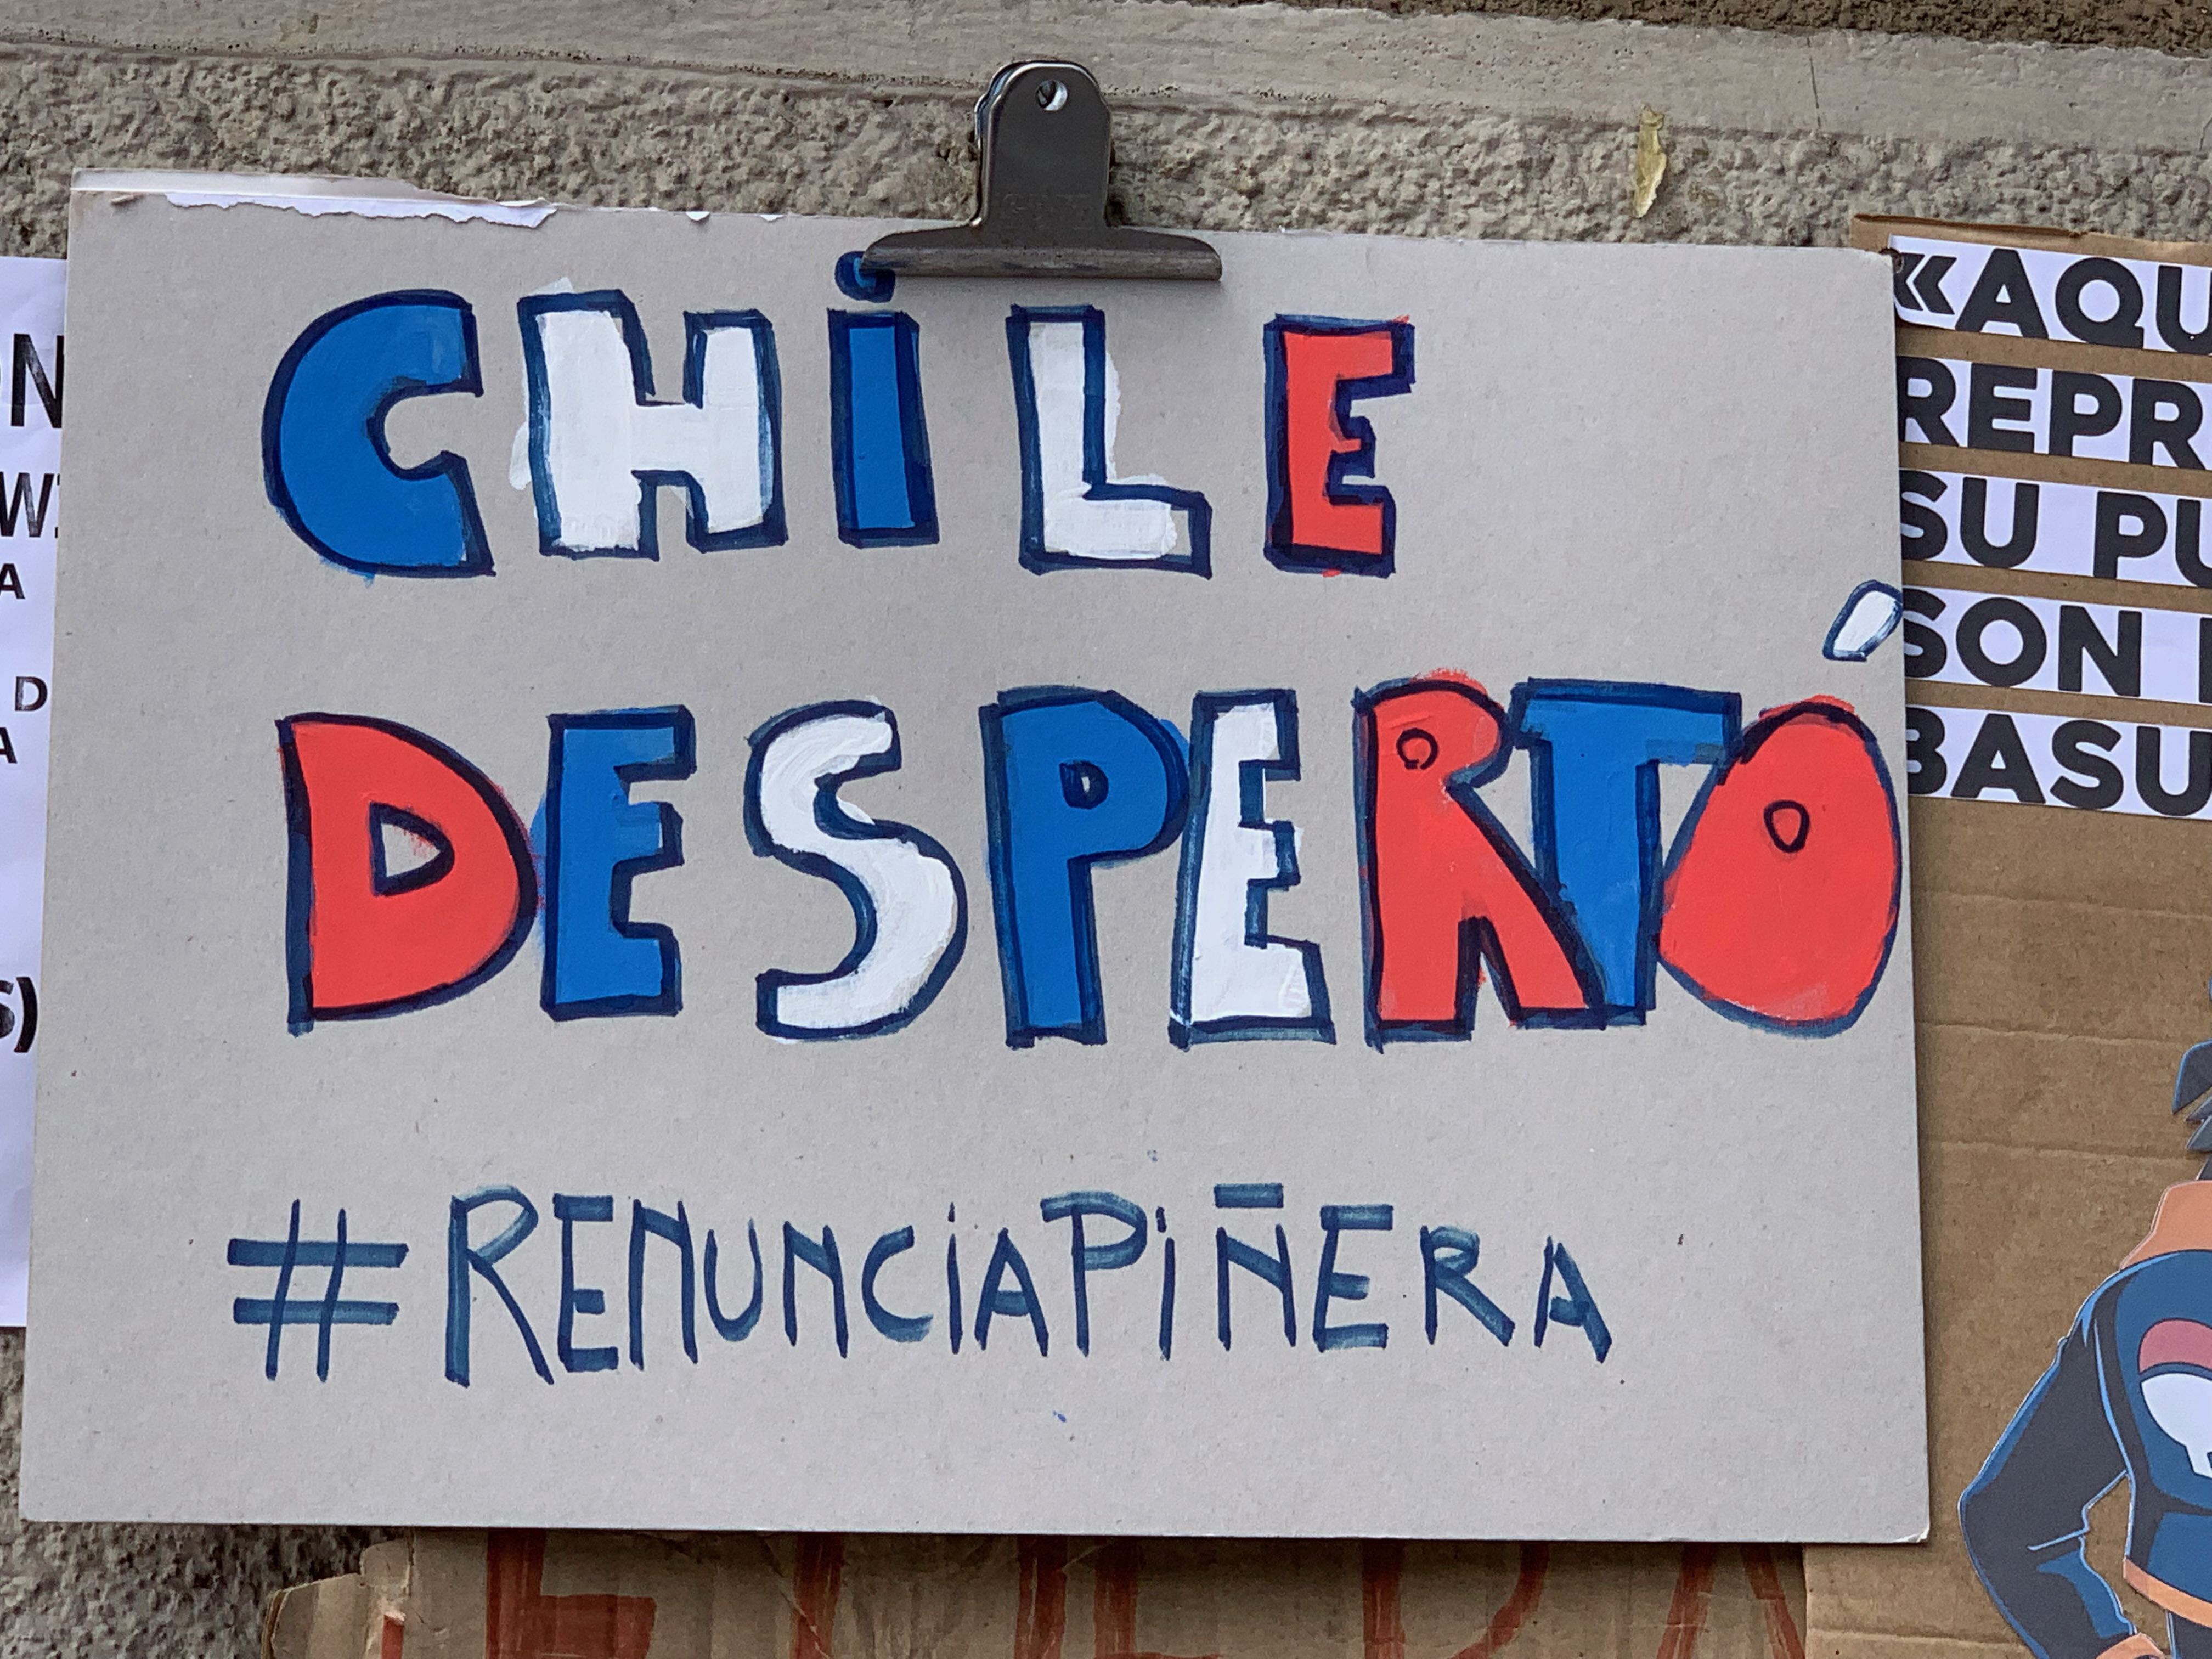 CHiLE
DESPERTÓ
#RENUNCiAPiÑERA
«AQU
REPR
SU PU
SON
BASU